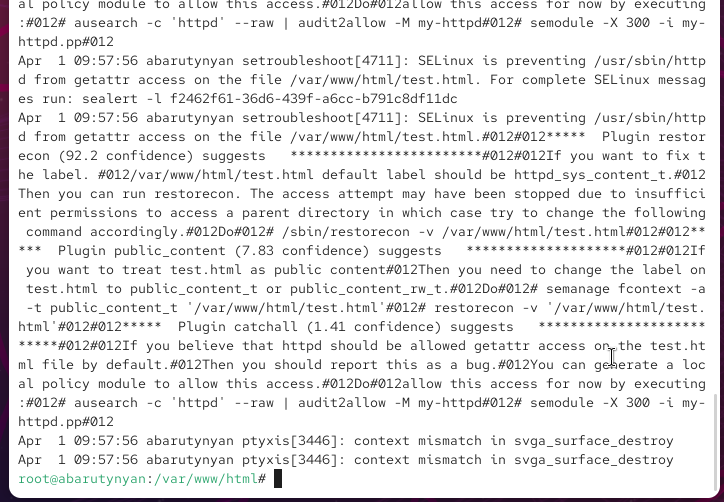 al policy module to allow this access.#012Do#012allow this access for now by executing
:#012# ausearch -c 'httpd' --raw | audit2allow -M my-httpd#012# semodule -X 300 -i my-
httpd.pp#012
Apr  1 09:57:56 abarutynyan setroubleshoot[4711]: SELinux is preventing /usr/sbin/http
d from getattr access on the file /var/www/html/test.html. For complete SELinux messag
es run: sealert -l f2462f61-36d6-439f-a6cc-b791c8df11dc
Apr  1 09:57:56 abarutynyan setroubleshoot[4711]: SELinux is preventing /usr/sbin/http
d from getattr access on the file /var/www/html/test.html.#012#012*****  Plugin restor
econ (92.2 confidence) suggests   ************************#012#012If you want to fix t
he label. #012/var/www/html/test.html default label should be httpd_sys_content_t.#012
Then you can run restorecon. The access attempt may have been stopped due to insuffici
ent permissions to access a parent directory in which case try to change the following
 command accordingly.#012Do#012# /sbin/restorecon -v /var/www/html/test.html#012#012**
***  Plugin public_content (7.83 confidence) suggests   ********************#012#012If
 you want to treat test.html as public content#012Then you need to change the label on
 test.html to public_content_t or public_content_rw_t.#012Do#012# semanage fcontext -a
 -t public_content_t '/var/www/html/test.html'#012# restorecon -v '/var/www/html/test.
html'#012#012*****  Plugin catchall (1.41 confidence) suggests   *********************
*****#012#012If you believe that httpd should be allowed getattr access on the test.ht
ml file by default.#012Then you should report this as a bug.#012You can generate a loc
al policy module to allow this access.#012Do#012allow this access for now by executing
:#012# ausearch -c 'httpd' --raw | audit2allow -M my-httpd#012# semodule -X 300 -i my-
httpd.pp#012
Apr  1 09:57:56 abarutynyan ptyxis[3446]: context mismatch in svga_surface_destroy
Apr  1 09:57:56 abarutynyan ptyxis[3446]: context mismatch in svga_surface_destroy
root@abarutynyan:/var/www/html#